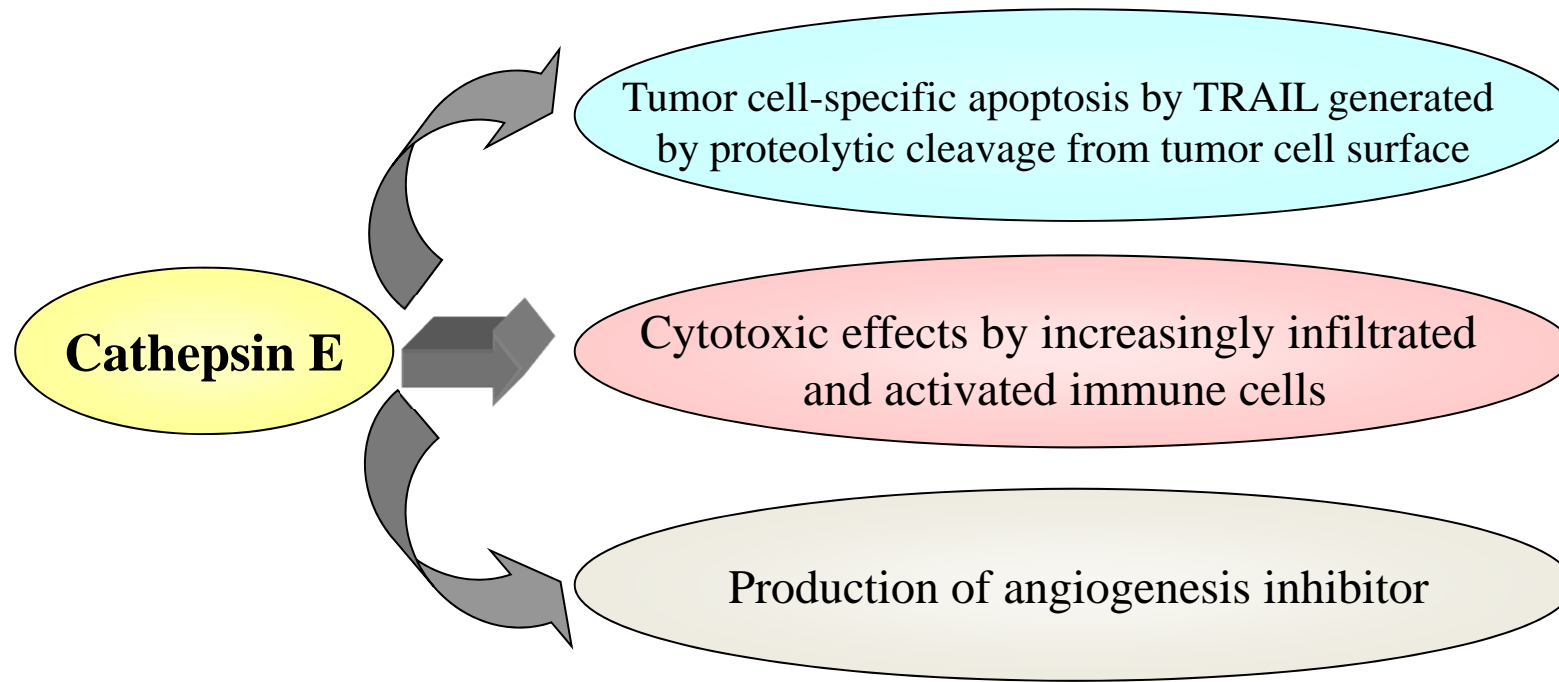 Tumor cell-specific apoptosis by TRAIL generated
by proteolytic cleavage from tumor cell surface
Cathepsin E
Cytotoxic effects by increasingly infiltrated
and activated immune cells
Production of angiogenesis inhibitor